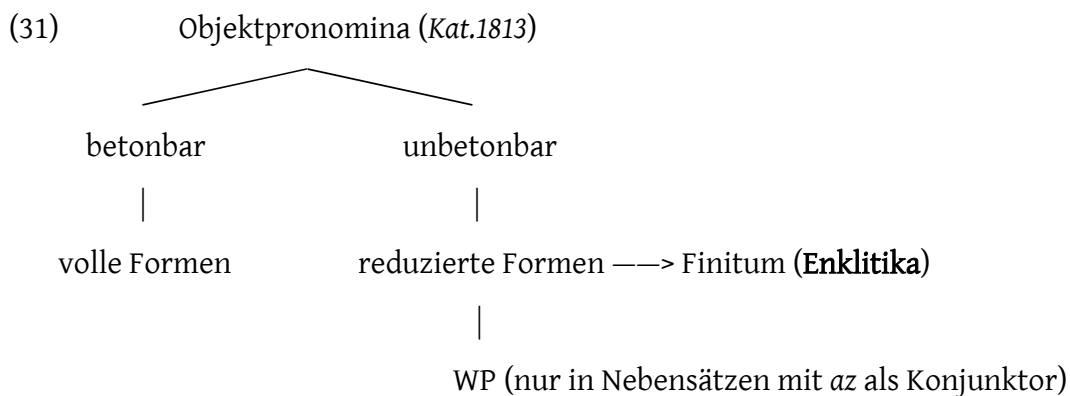 (31) Objektpronomina (Kat.1813)
betonbar unbetonbar
volle Formen reduzierte Formen ——> Finitum (Enklitika)
WP (nur in Nebensätzen mit az als Konjunktor)